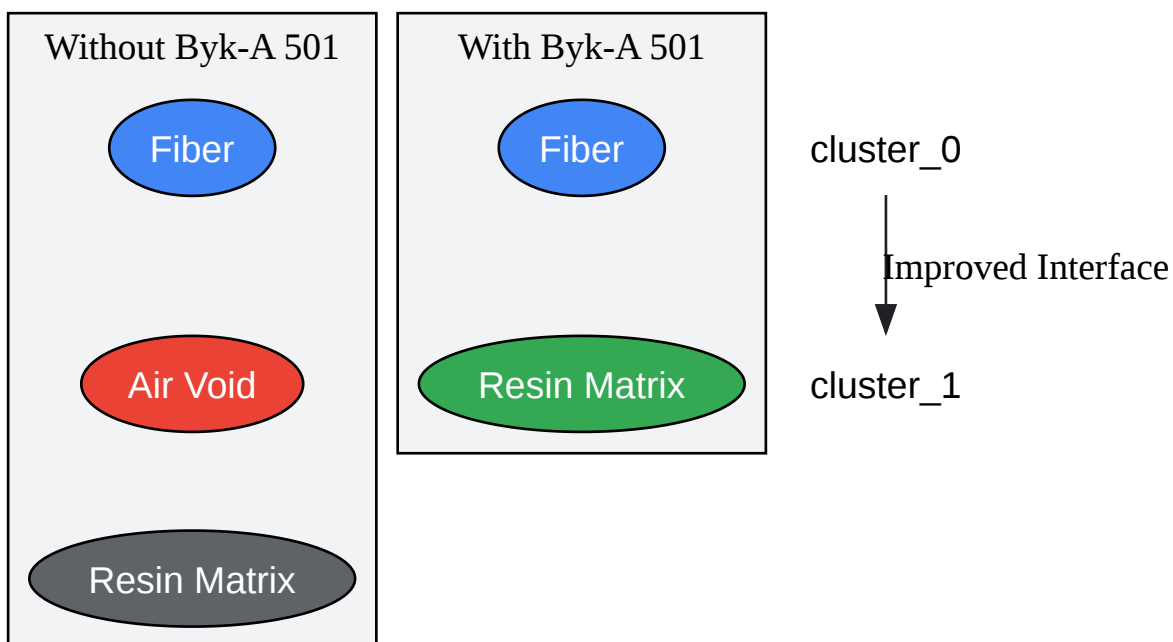 Without Byk-A 501
Fiber
Air Void
Resin Matrix
With Byk-A 501
Fiber
Resin Matrix
cluster_0
Improved Interface
cluster_1